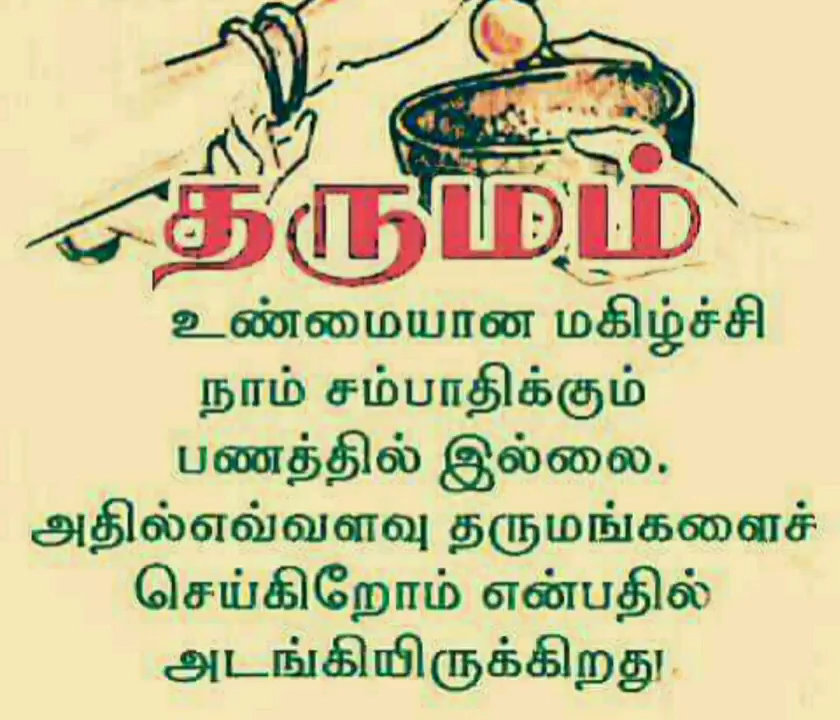 தருமம்
உண்மையான மகிழ்ச்சி
நாம் சம்பாதிக்கும்
பணத்தில் இல்லை.
அதில்எவ்வளவு தருமங்களைச்
செய்கிறோம் என்பதில்
அடங்கியிருக்கிறது